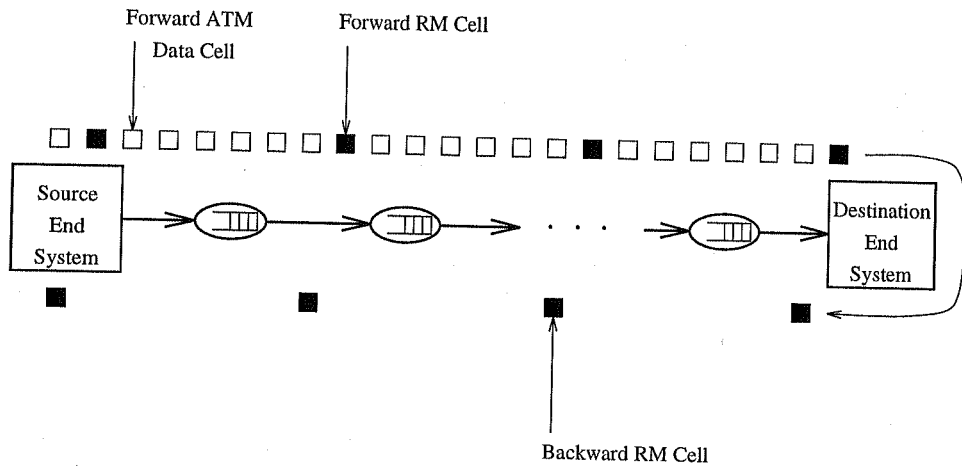 Forward ATM
Data Cell
Forward RM Cell
Source
End
System
. . .
Destination
End
System
Backward RM Cell